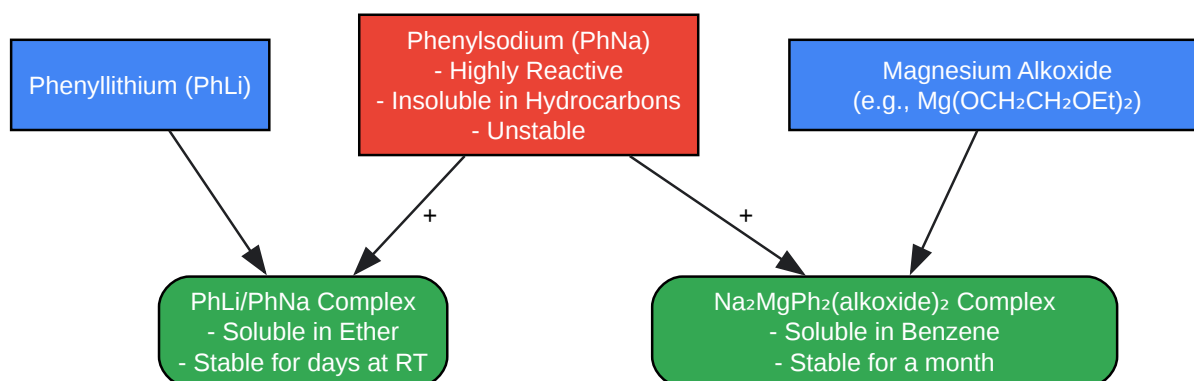 Phenyllithium (PhLi)
Phenylsodium (PhNa)
- Highly Reactive
- Insoluble in Hydrocarbons
- Unstable
Magnesium Alkoxide
(e.g., Mg(OCH₂CH₂OEt)₂)
+
+
PhLi/PhNa Complex
- Soluble in Ether
- Stable for days at RT
Na₂MgPh₂(alkoxide)₂ Complex
- Soluble in Benzene
- Stable for a month